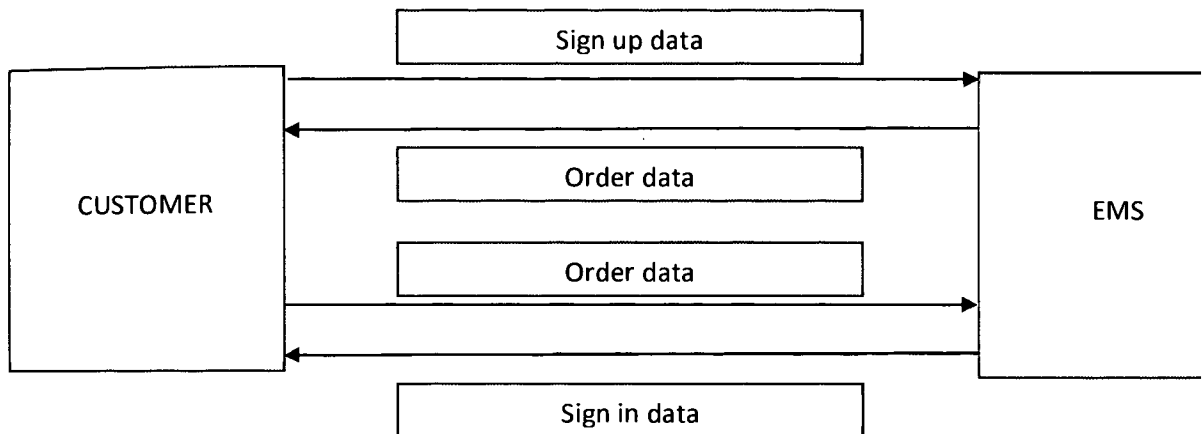 Sign up data
Order data
CUSTOMER
EMS
Order data
Sign in data